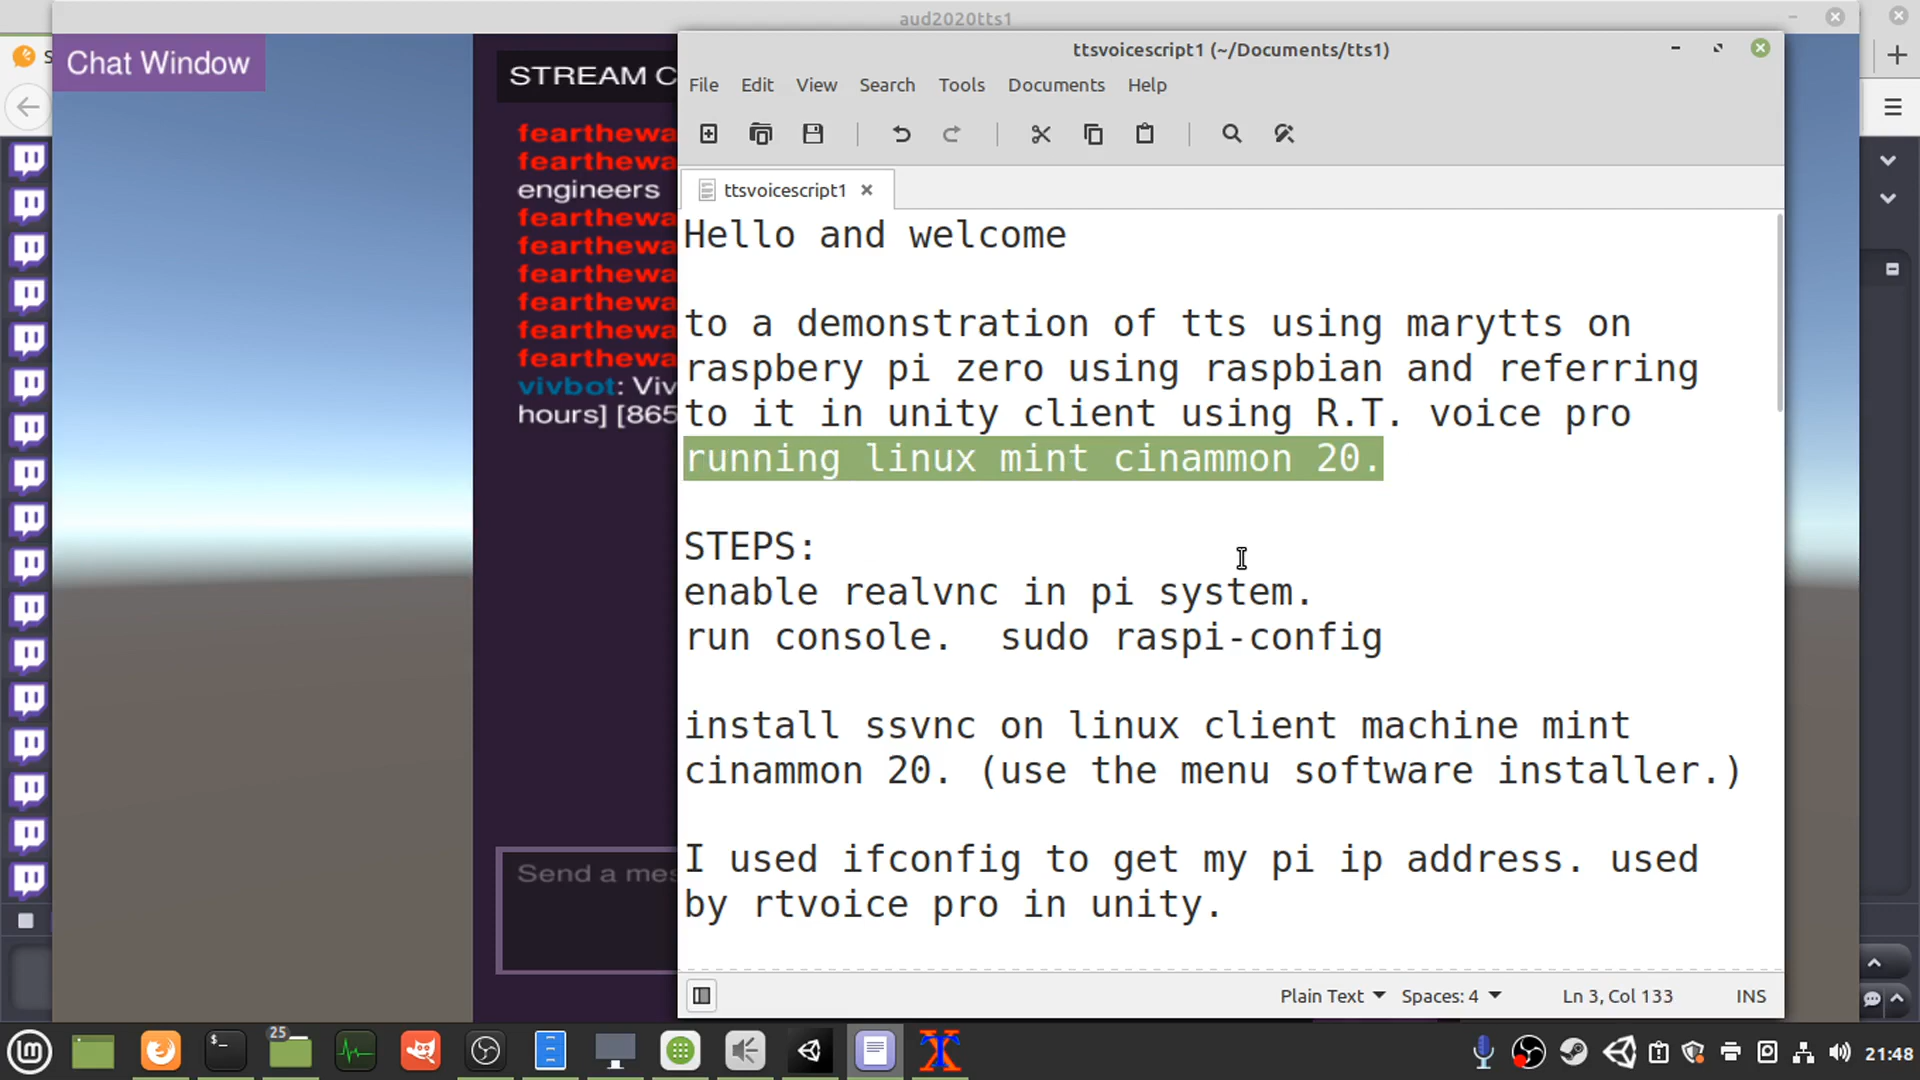 aud2020tts1
Chat Window
STREAM C
fearthewa
fearthewa
engineers
fearthewa
fearthewa
fearthewa
fearthewa
fearthewa
fearthewa
vivbot: Viv
hours] [865
Send a mes
ttsvoicescript1 (~/Documents/tts1)
File Edit View Search Tools Documents Help
ttsvoicescript1
Hello and welcome
to a demonstration of tts using marytts on
raspbery pi zero using raspbian and referring
to it in unity client using R.T. voice pro
running linux mint cinammon 20.
STEPS:
enable realvnc in pi system.
run console.  sudo raspi-config
install ssvnc on linux client machine mint
cinammon 20. (use the menu software installer.)
I used ifconfig to get my pi ip address. used
by rtvoice pro in unity.
Plain Text Spaces: 4 Ln 3, Col 133 INS
25
21:48